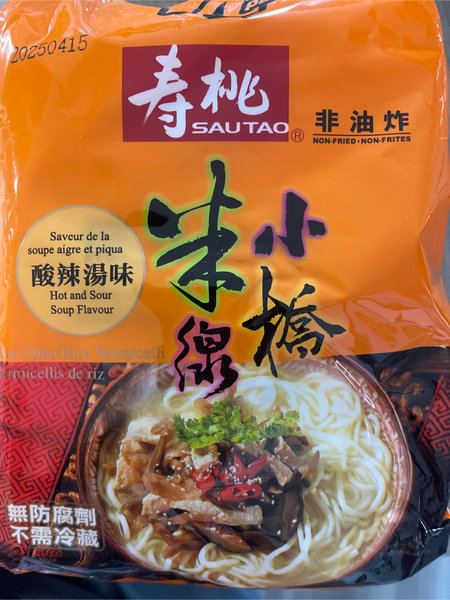 20250415
寿桃
SAUTAO
®
非油炸
NON-FRIED・NON-FRITES
小橋
米線
Saveur de la
soupe aigre et piqua
酸辣湯味
Hot and Sour
Soup Flavour
Qiao Rice Vermicelli
rmicellis de riz
無防腐劑
不需冷藏